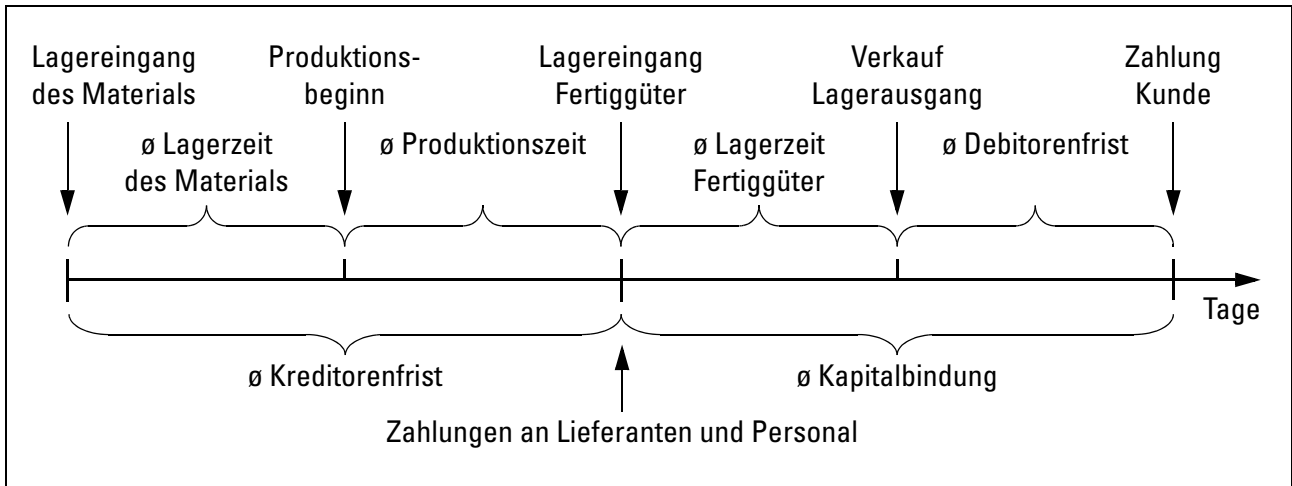 Lagereingang
des Materials
Produktions-
beginn
Lagereingang
Fertiggüter
Verkauf
Lagerausgang
Zahlung
Kunde
ø Lagerzeit
des Materials
ø Produktionszeit
ø Lagerzeit
Fertiggüter
ø Debitorenfrist
Tage
ø Kreditorenfrist
ø Kapitalbindung
Zahlungen an Lieferanten und Personal